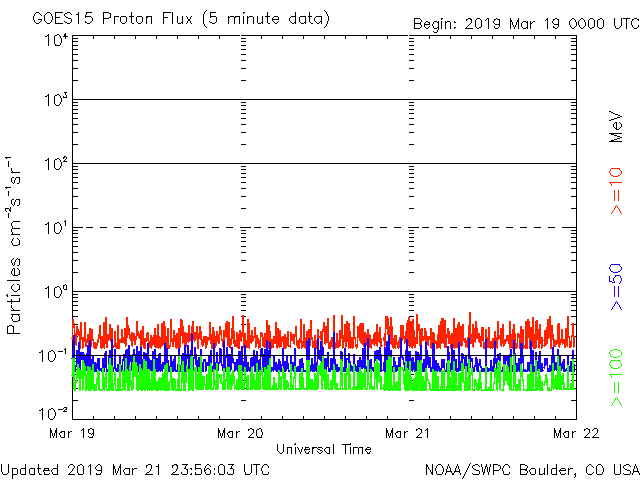 GOES15 Proton Flux (5 minute data)
Begin: 2019 Mar 19 0000 UTC
10⁴
10³
10²
10¹
10⁰
10⁻¹
10⁻²
Particles cm⁻²s⁻¹sr⁻¹
MeV
>=10
>=50
>=100
Mar 19 Mar 20 Mar 21 Mar 22
Universal Time
Updated 2019 Mar 21 23:56:03 UTC
NOAA/SWPC Boulder, CO USA